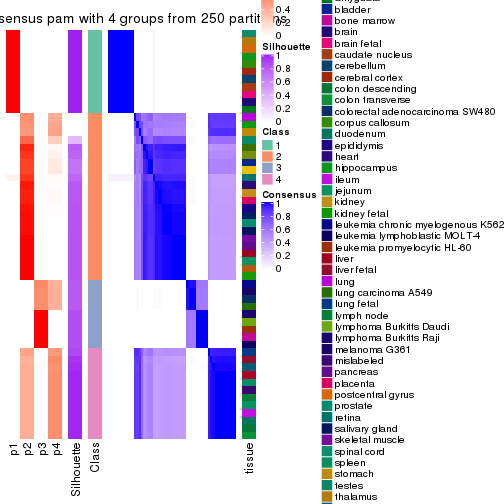 sensus pam with 4 groups from 250 partitions
0.4
0.2
0
Silhouette
1
0.8
0.6
0.4
0.2
0
Class
1
2
3
4
Consensus
1
0.8
0.6
0.4
0.2
0
p1
p2
p3
p4
Silhouette
Class
tissue
bladder
bone marrow
brain
brain fetal
caudate nucleus
cerebellum
cerebral cortex
colon descending
colon transverse
colorectal adenocarcinoma SW480
corpus callosum
duodenum
epididymis
heart
hippocampus
ileum
jejunum
kidney
kidney fetal
leukemia chronic myelogenous K562
leukemia lymphoblastic MOLT-4
leukemia promyelocytic HL-60
liver
liver fetal
lung
lung carcinoma A549
lung fetal
lymph node
lymphoma Burkitts Daudi
lymphoma Burkitts Raji
melanoma G361
mislabeled
pancreas
placenta
postcentral gyrus
prostate
retina
salivary gland
skeletal muscle
spinal cord
spleen
stomach
testes
thalamus